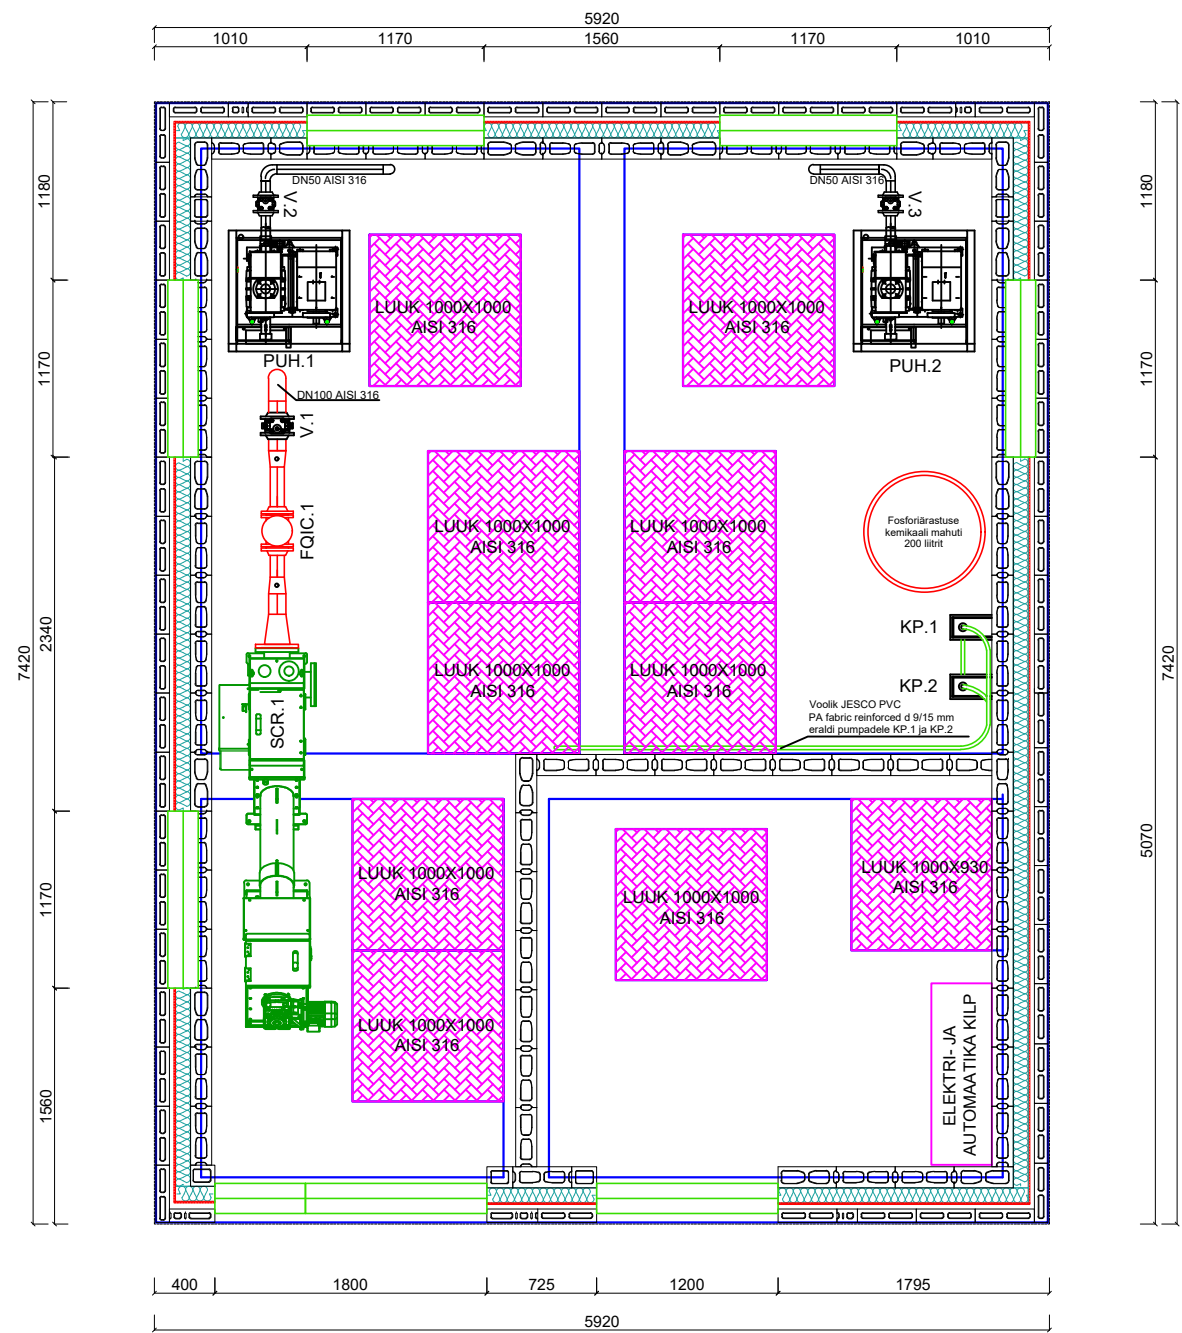 5920
1010
1170
1560
1170
1010
DN50 AISI 316
DN50 AISI 316
V.2
V.3
1180
1180
LUUK 1000X1000
AISI 316
LUUK 1000X1000
AISI 316
PUH.1
PUH.2
1170
1170
DN100 AISI 316
V.1
FQIC.1
LUUK 1000X1000
AISI 316
LUUK 1000X1000
AISI 316
Fosforiärastuse
kemikaali mahuti
200 liitrit
KP.1
KP.2
7420
2340
7420
LUUK 1000X1000
AISI 316
LUUK 1000X1000
AISI 316
SCR.1
Voolik JESCO PVC
PA fabric reinforced d 9/15 mm
eraldi pumpadele KP.1 ja KP.2
5070
1170
LUUK 1000X1000
AISI 316
LUUK 1000X1000
AISI 316
LUUK 1000X930
AISI 316
LUUK 1000X1000
AISI 316
ELEKTRI- JA
AUTOMAATIKA KILP
1560
400
1800
725
1200
1795
5920